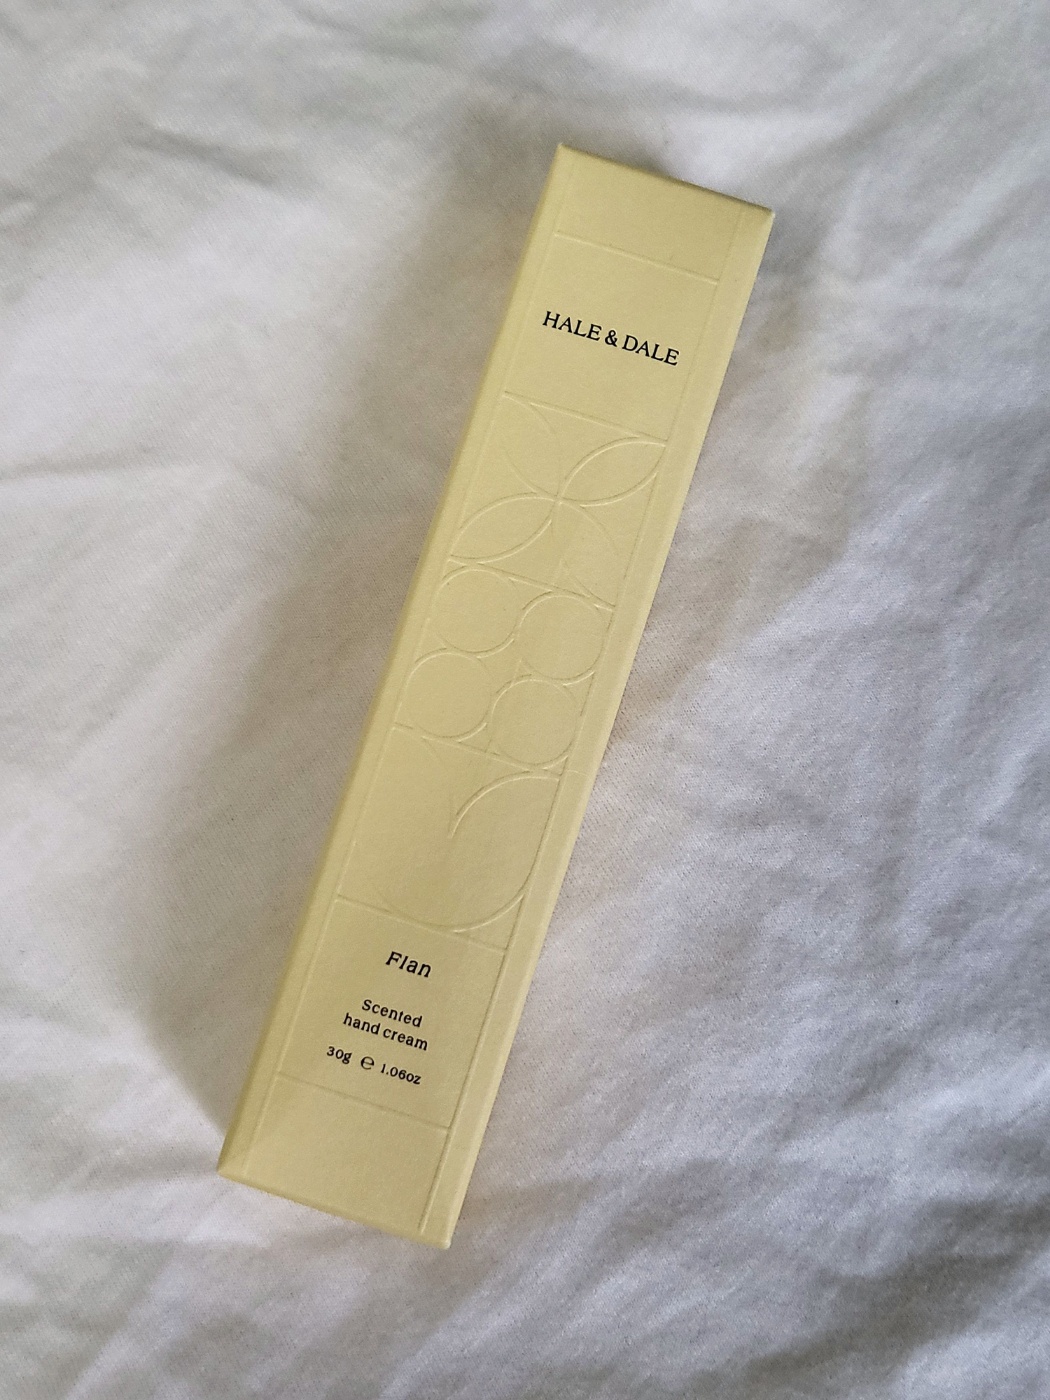 HALE & DALE
Flan
Scented
hand cream
30g ℮ 1.06oz